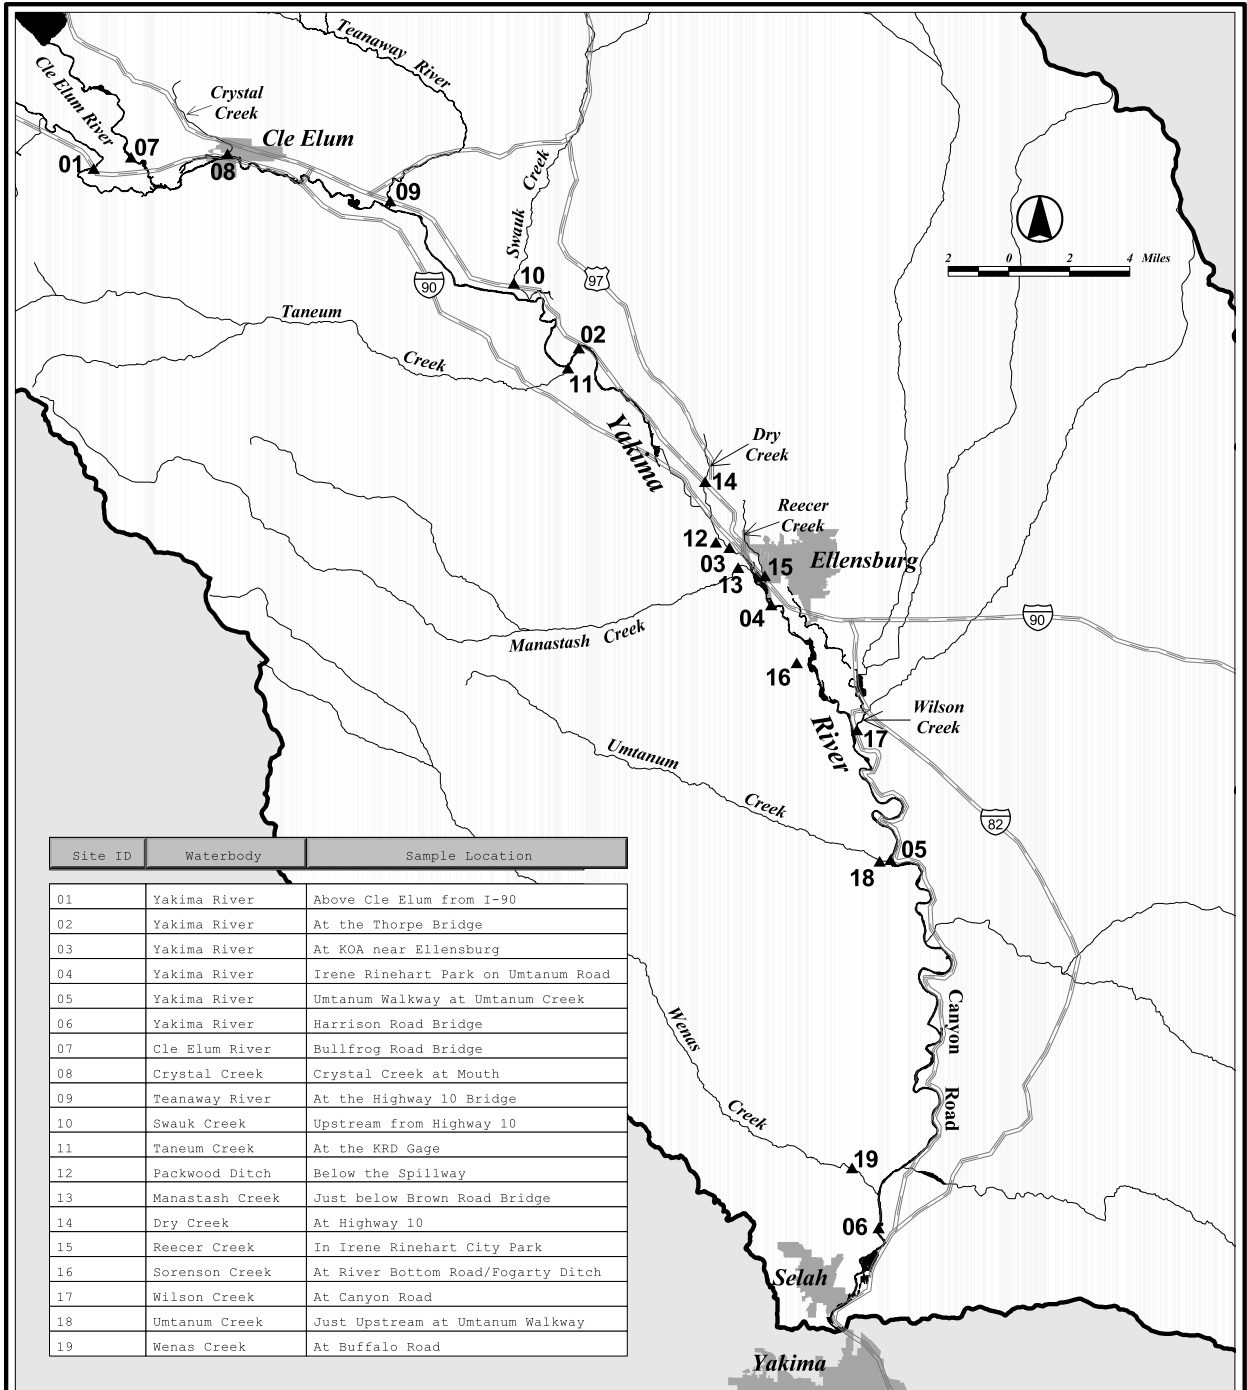 Teanaway River
Cle Elum River
Crystal
Creek
Cle Elum
01
07
08
09
Swauk Creek
10
97
90
2 0 2 4 Miles
Taneum
Creek
02
11
Yakima
Dry
Creek
14
Reecer
Creek
12
03
13
15
Ellensburg
04
90
Manastash Creek
16
Wilson
Creek
River
17
Umtanum
Creek
82
05
18
Site ID Waterbody Sample Location
01 Yakima River Above Cle Elum from I-90
02 Yakima River At the Thorpe Bridge
03 Yakima River At KOA near Ellensburg
04 Yakima River Irene Rinehart Park on Umtanum Road
05 Yakima River Umtanum Walkway at Umtanum Creek
06 Yakima River Harrison Road Bridge
07 Cle Elum River Bullfrog Road Bridge
08 Crystal Creek Crystal Creek at Mouth
09 Teanaway River At the Highway 10 Bridge
10 Swauk Creek Upstream from Highway 10
11 Taneum Creek At the KRD Gage
12 Packwood Ditch Below the Spillway
13 Manastash Creek Just below Brown Road Bridge
14 Dry Creek At Highway 10
15 Reecer Creek In Irene Rinehart City Park
16 Sorenson Creek At River Bottom Road/Fogarty Ditch
17 Wilson Creek At Canyon Road
18 Umtanum Creek Just Upstream at Umtanum Walkway
19 Wenas Creek At Buffalo Road
Canyon Road
Wenas
Creek
19
06
Selah
Yakima